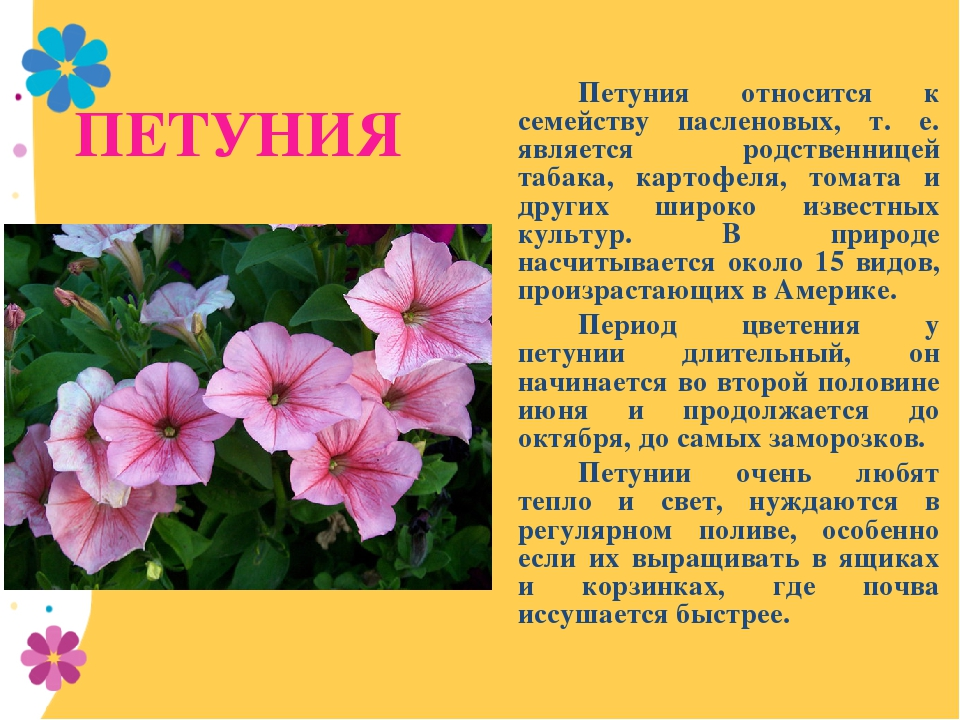 ПЕТУНИЯ
Петуния относится к
семейству пасленовых, т. е.
является родственницей
табака, картофеля, томата и
других широко известных
культур. В природе
насчитывается около 15 видов,
произрастающих в Америке.
Период цветения у
петунии длительный, он
начинается во второй половине
июня и продолжается до
октября, до самых заморозков.
Петунии очень любят
тепло и свет, нуждаются в
регулярном поливе, особенно
если их выращивать в ящиках
и корзинках, где почва
иссушается быстрее.